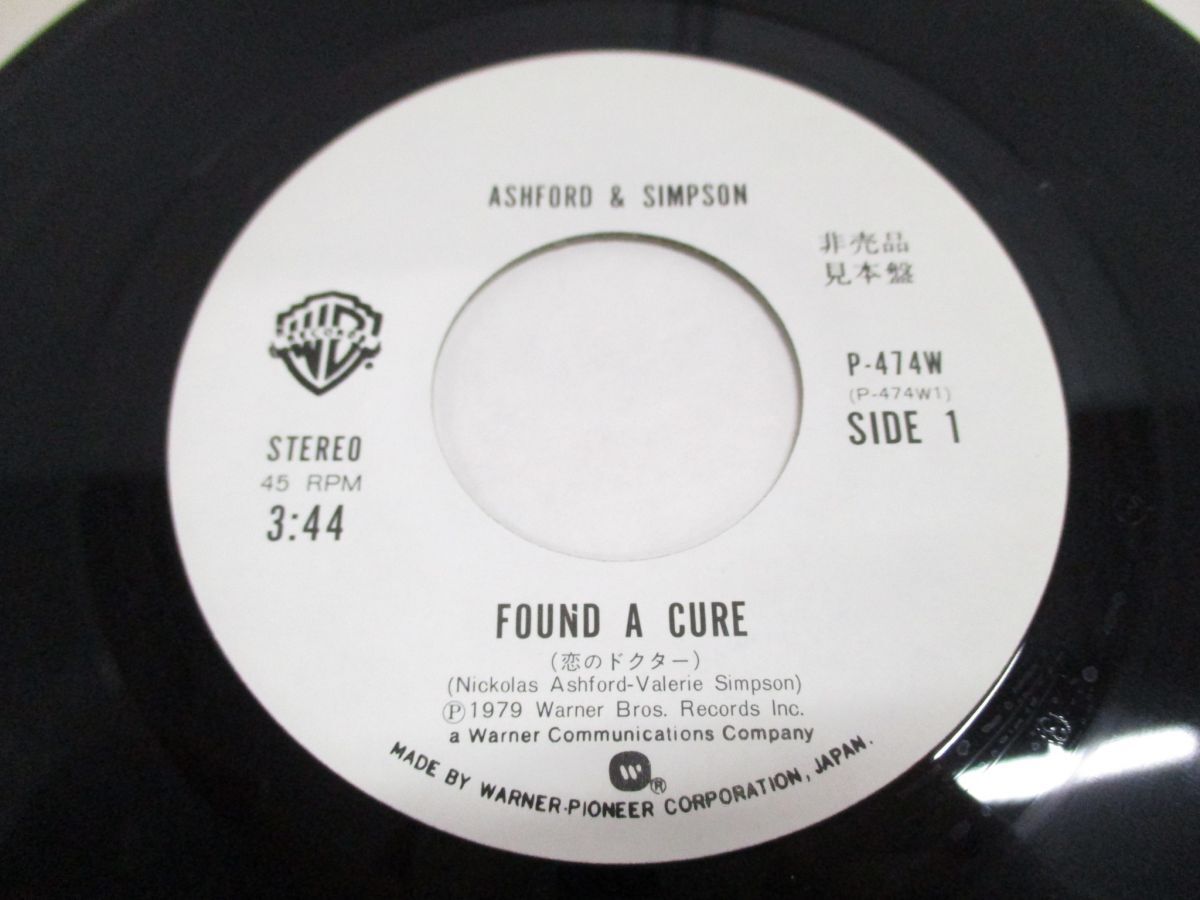 ASHFORD & SIMPSON
非売品
見本盤
RECORDS
P-474W
(P-474W1)
SIDE 1
STEREO
45 RPM
3:44
FOUND A CURE
(恋のドクター)
(Nickolas Ashford-Valerie Simpson)
Ⓟ1979 Warner Bros. Records Inc.
a Warner Communications Company
®
MADE BY WARNER-PIONEER CORPORATION, JAPAN.